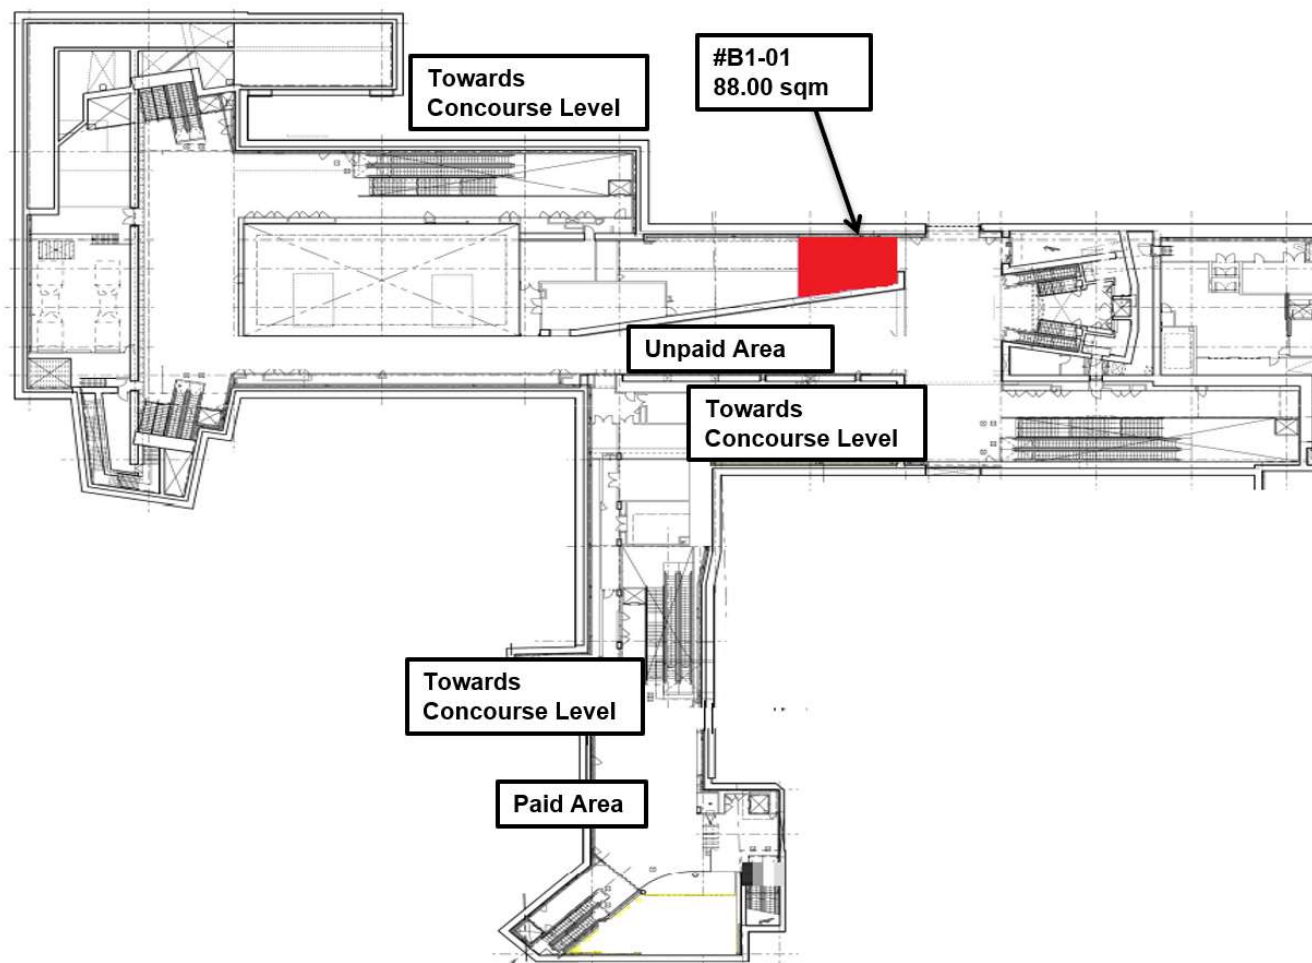 Towards
Concourse Level
#B1-01
88.00 sqm
Unpaid Area
Towards
Concourse Level
Towards
Concourse Level
Paid Area